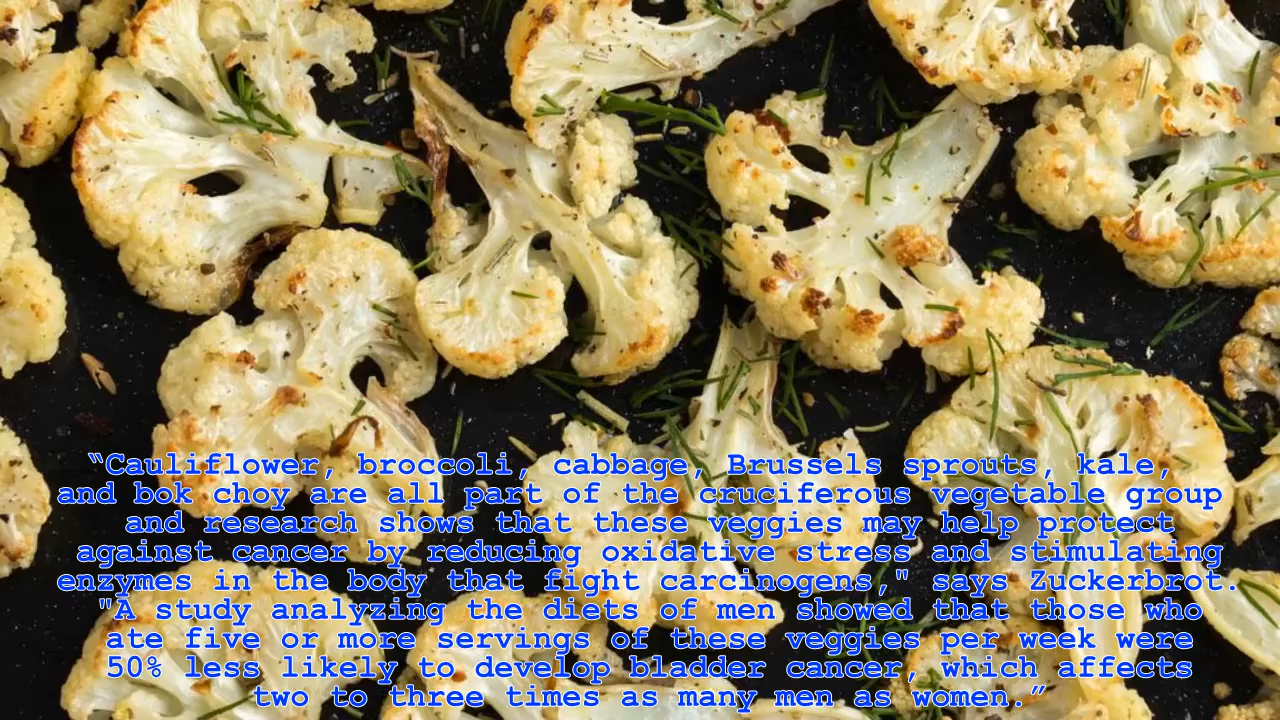 “Cauliflower, broccoli, cabbage, Brussels sprouts, kale,
and bok choy are all part of the cruciferous vegetable group
and research shows that these veggies may help protect
against cancer by reducing oxidative stress and stimulating
enzymes in the body that fight carcinogens," says Zuckerbrot.
"A study analyzing the diets of men showed that those who
ate five or more servings of these veggies per week were
50% less likely to develop bladder cancer, which affects
two to three times as many men as women.”